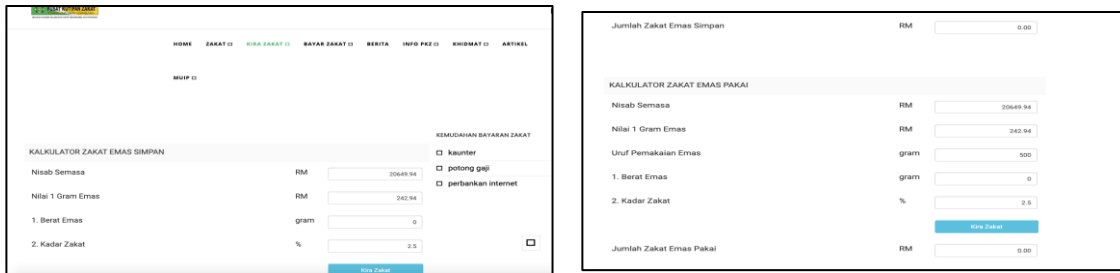 PUSAT KUTIPAN ZAKAT
HOME ZAKAT KIRA ZAKAT BAYAR ZAKAT BERITA INFO PKZ KHIDMAT ARTIKEL
MUIP
KEMUDAHAN BAYARAN ZAKAT
kaunter
potong gaji
perbankan internet
KALKULATOR ZAKAT EMAS SIMPAN
Nisab Semasa RM 20649.94
Nilai 1 Gram Emas RM 242.94
1. Berat Emas gram 0
2. Kadar Zakat % 2.5
Kira Zakat
Jumlah Zakat Emas Simpan RM 0.00
KALKULATOR ZAKAT EMAS PAKAI
Nisab Semasa RM 20649.94
Nilai 1 Gram Emas RM 242.94
Uruf Pemakaian Emas gram 500
1. Berat Emas gram 0
2. Kadar Zakat % 2.5
Kira Zakat
Jumlah Zakat Emas Pakai RM 0.00